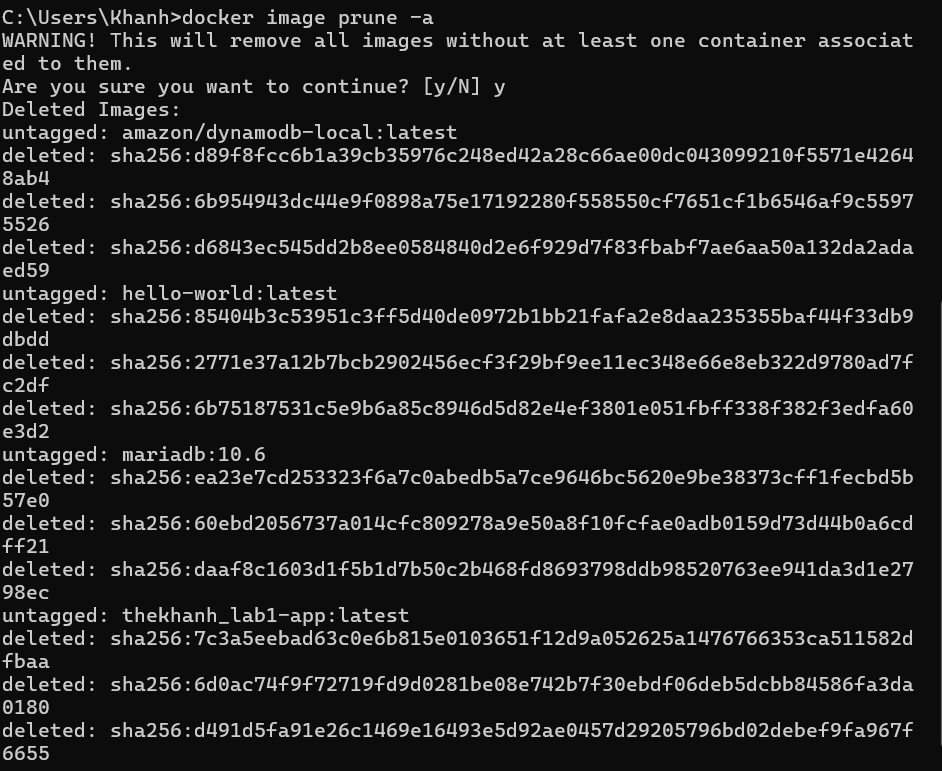 C:\Users\Khanh>docker image prune -a
WARNING! This will remove all images without at least one container associat
ed to them.
Are you sure you want to continue? [y/N] y
Deleted Images:
untagged: amazon/dynamodb-local:latest
deleted: sha256:d89f8fcc6b1a39cb35976c248ed42a28c66ae00dc043099210f5571e4264
8ab4
deleted: sha256:6b954943dc44e9f0898a75e17192280f558550cf7651cf1b6546af9c5597
5526
deleted: sha256:d6843ec545dd2b8ee0584840d2e6f929d7f83fbabf7ae6aa50a132da2ada
ed59
untagged: hello-world:latest
deleted: sha256:85404b3c53951c3ff5d40de0972b1bb21fafa2e8daa235355baf44f33db9
dbdd
deleted: sha256:2771e37a12b7bcb2902456ecf3f29bf9ee11ec348e66e8eb322d9780ad7f
c2df
deleted: sha256:6b75187531c5e9b6a85c8946d5d82e4ef3801e051fbff338f382f3edfa60
e3d2
untagged: mariadb:10.6
deleted: sha256:ea23e7cd253323f6a7c0abedb5a7ce9646bc5620e9be38373cff1fecbd5b
57e0
deleted: sha256:60ebd2056737a014cfc809278a9e50a8f10fcfae0adb0159d73d44b0a6cd
ff21
deleted: sha256:daaf8c1603d1f5b1d7b50c2b468fd8693798ddb98520763ee941da3d1e27
98ec
untagged: thekhanh_lab1-app:latest
deleted: sha256:7c3a5eebad63c0e6b815e0103651f12d9a052625a1476766353ca511582d
fbaa
deleted: sha256:6d0ac74f9f72719fd9d0281be08e742b7f30ebdf06deb5dcbb84586fa3da
0180
deleted: sha256:d491d5fa91e26c1469e16493e5d92ae0457d29205796bd02debef9fa967f
6655